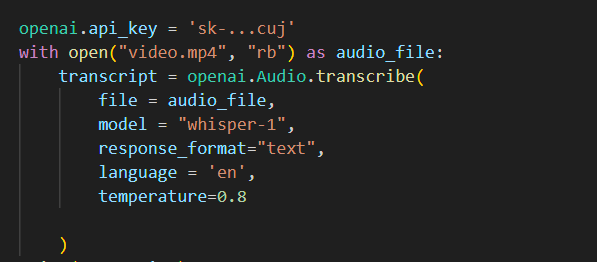 openai.api_key = 'sk-...cuj'
with open("video.mp4", "rb") as audio_file:
    transcript = openai.Audio.transcribe(
        file = audio_file,
        model = "whisper-1",
        response_format="text",
        language = 'en',
        temperature=0.8
    )